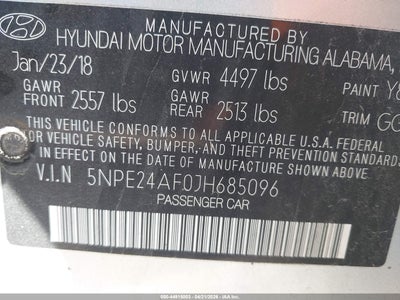 MANUFACTURED BY
HYUNDAI MOTOR MANUFACTURING ALABAMA,
Jan/23/18
GVWR 4497 lbs
PAINT Y8
GAWR FRONT 2557 lbs
GAWR REAR 2513 lbs
TRIM GG
THIS VEHICLE CONFORMS TO ALL APPLICABLE U.S.A. FEDERAL
VEHICLE SAFETY, BUMPER, AND THEFT PREVENTION STANDARDS
IN EFFECT ON THE DATE OF MANUFACTURE SHOWN ABOVE.
V.I.N 5NPE24AF0JH685096
PASSENGER CAR